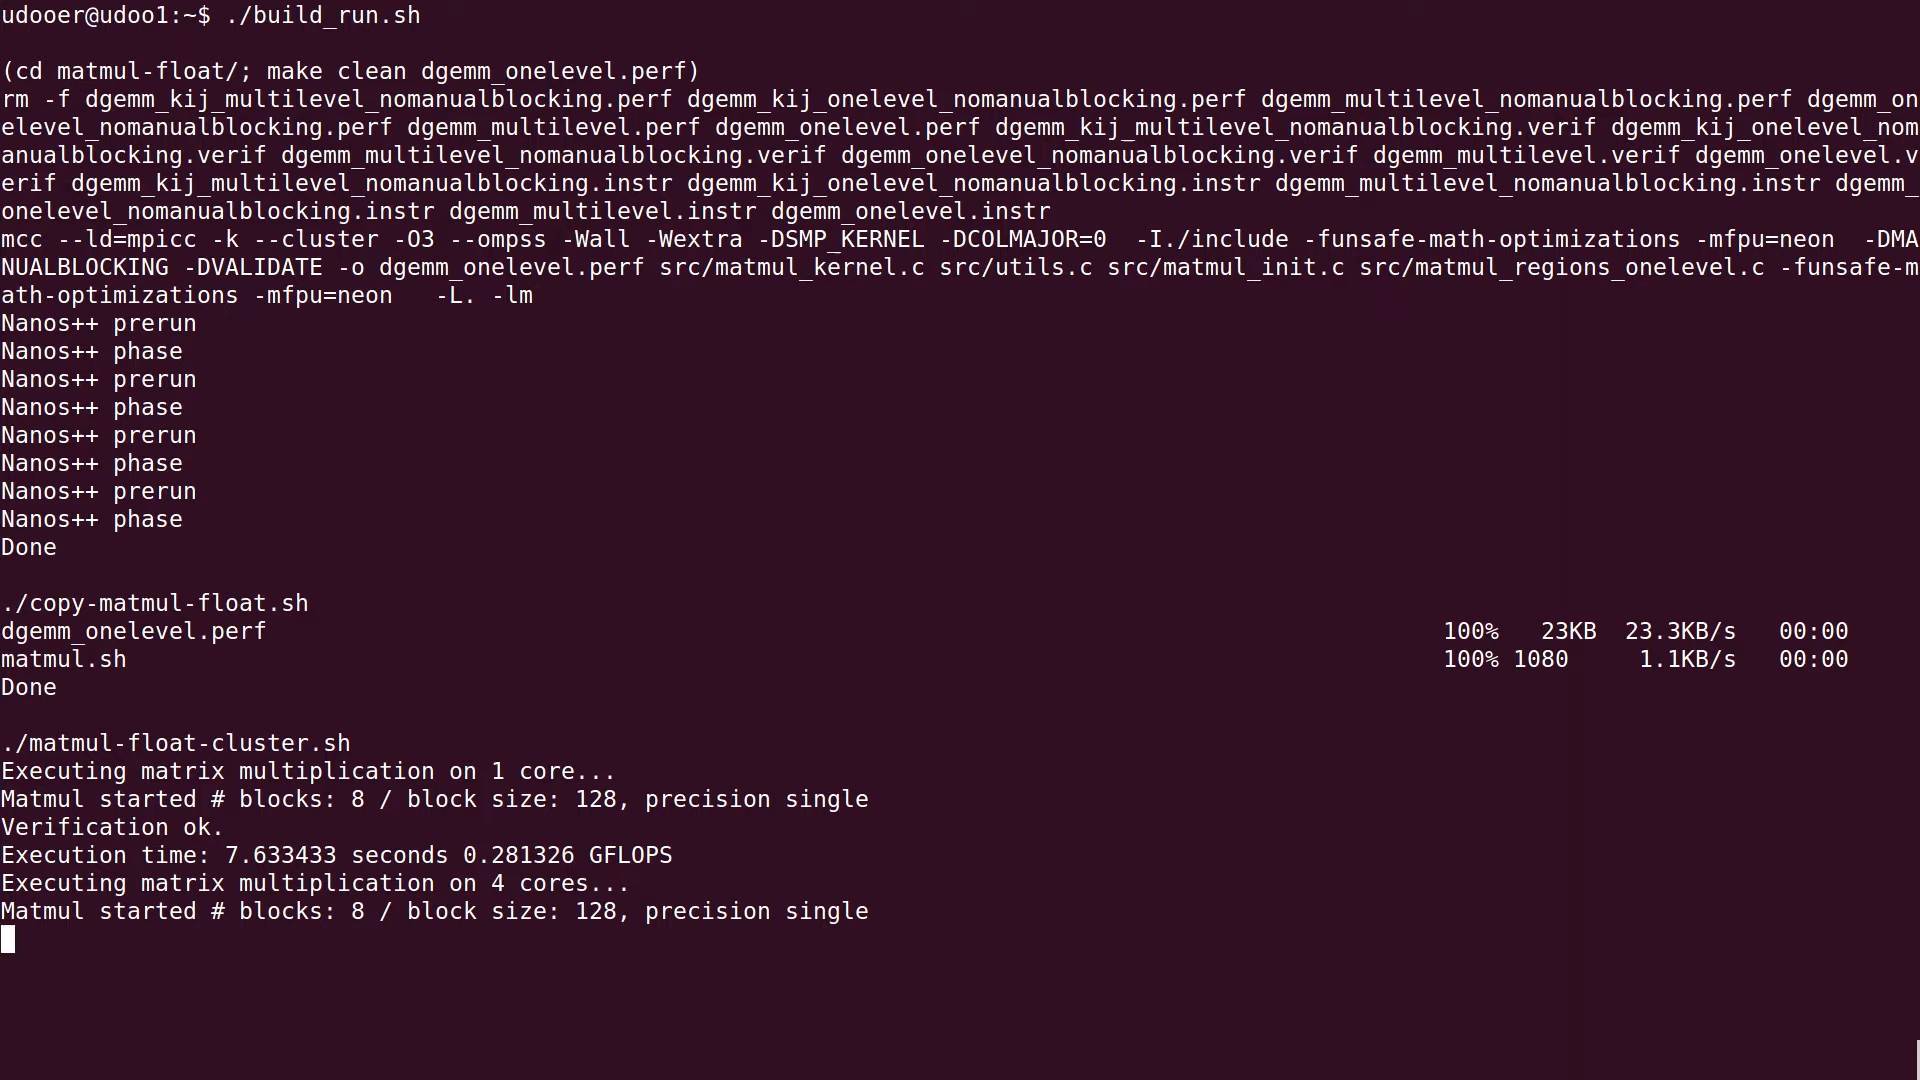 udooer@udoo1:~$ ./build_run.sh
(cd matmul-float/; make clean dgemm_onelevel.perf)
rm -f dgemm_kij_multilevel_nomanualblocking.perf dgemm_kij_onelevel_nomanualblocking.perf dgemm_multilevel_nomanualblocking.perf dgemm_on
elevel_nomanualblocking.perf dgemm_multilevel.perf dgemm_onelevel.perf dgemm_kij_multilevel_nomanualblocking.verif dgemm_kij_onelevel_nom
anualblocking.verif dgemm_multilevel_nomanualblocking.verif dgemm_onelevel_nomanualblocking.verif dgemm_multilevel.verif dgemm_onelevel.v
erif dgemm_kij_multilevel_nomanualblocking.instr dgemm_kij_onelevel_nomanualblocking.instr dgemm_multilevel_nomanualblocking.instr dgemm_
onelevel_nomanualblocking.instr dgemm_multilevel.instr dgemm_onelevel.instr
mcc --ld=mpicc -k --cluster -O3 --ompss -Wall -Wextra -DSMP_KERNEL -DCOLMAJOR=0  -I./include -funsafe-math-optimizations -mfpu=neon  -DMA
NUALBLOCKING -DVALIDATE -o dgemm_onelevel.perf src/matmul_kernel.c src/utils.c src/matmul_init.c src/matmul_regions_onelevel.c -funsafe-m
ath-optimizations -mfpu=neon   -L. -lm
Nanos++ prerun
Nanos++ phase
Nanos++ prerun
Nanos++ phase
Nanos++ prerun
Nanos++ phase
Nanos++ prerun
Nanos++ phase
Done
./copy-matmul-float.sh
dgemm_onelevel.perf 100%   23KB  23.3KB/s   00:00
matmul.sh 100% 1080     1.1KB/s   00:00
Done
./matmul-float-cluster.sh
Executing matrix multiplication on 1 core...
Matmul started # blocks: 8 / block size: 128, precision single
Verification ok.
Execution time: 7.633433 seconds 0.281326 GFLOPS
Executing matrix multiplication on 4 cores...
Matmul started # blocks: 8 / block size: 128, precision single